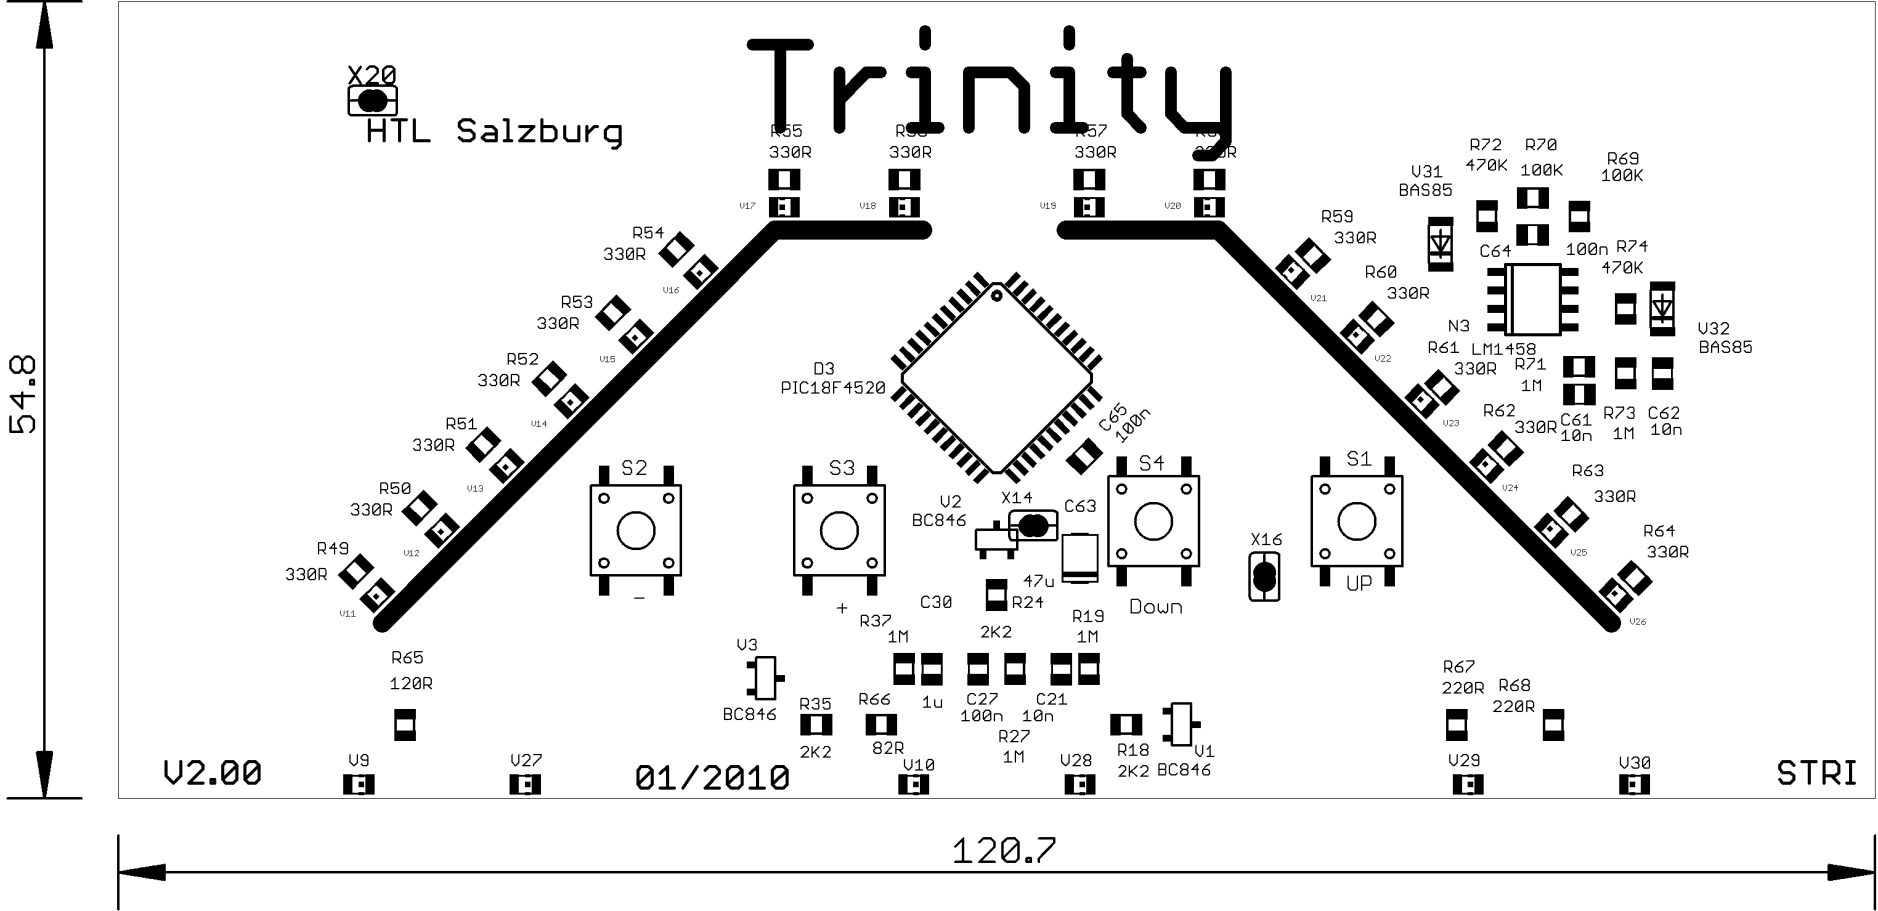 Trinity
X20
HTL Salzburg
R55
330R
330R
R57
330R
V17
V18
V19
V20
R72
470K
R70
100K
R69
100K
V31
BAS85
R59
330R
R54
330R
V16
V21
C64
100n
R74
470K
R60
330R
R53
330R
V15
V22
N3
LM1458
V32
BAS85
R61
330R
R71
1M
R52
330R
V14
V23
D3
PIC18F4520
C65
100n
R62
330R
C61
10n
R73
1M
C62
10n
R51
330R
V13
V24
S2
S3
S4
S1
R50
330R
V12
V2
BC846
X14
C63
X16
R63
330R
V25
R64
330R
V26
R49
330R
V11
-
+
47u
C30
R24
2K2
Down
UP
R37
1M
R19
1M
R65
120R
V3
BC846
R35
2K2
R66
82R
1u
C27
100n
C21
10n
R27
1M
R18
2K2
V1
BC846
R67
220R
R68
220R
V2.00
V9
V27
01/2010
V10
V28
V29
V30
STRI
54.8
120.7